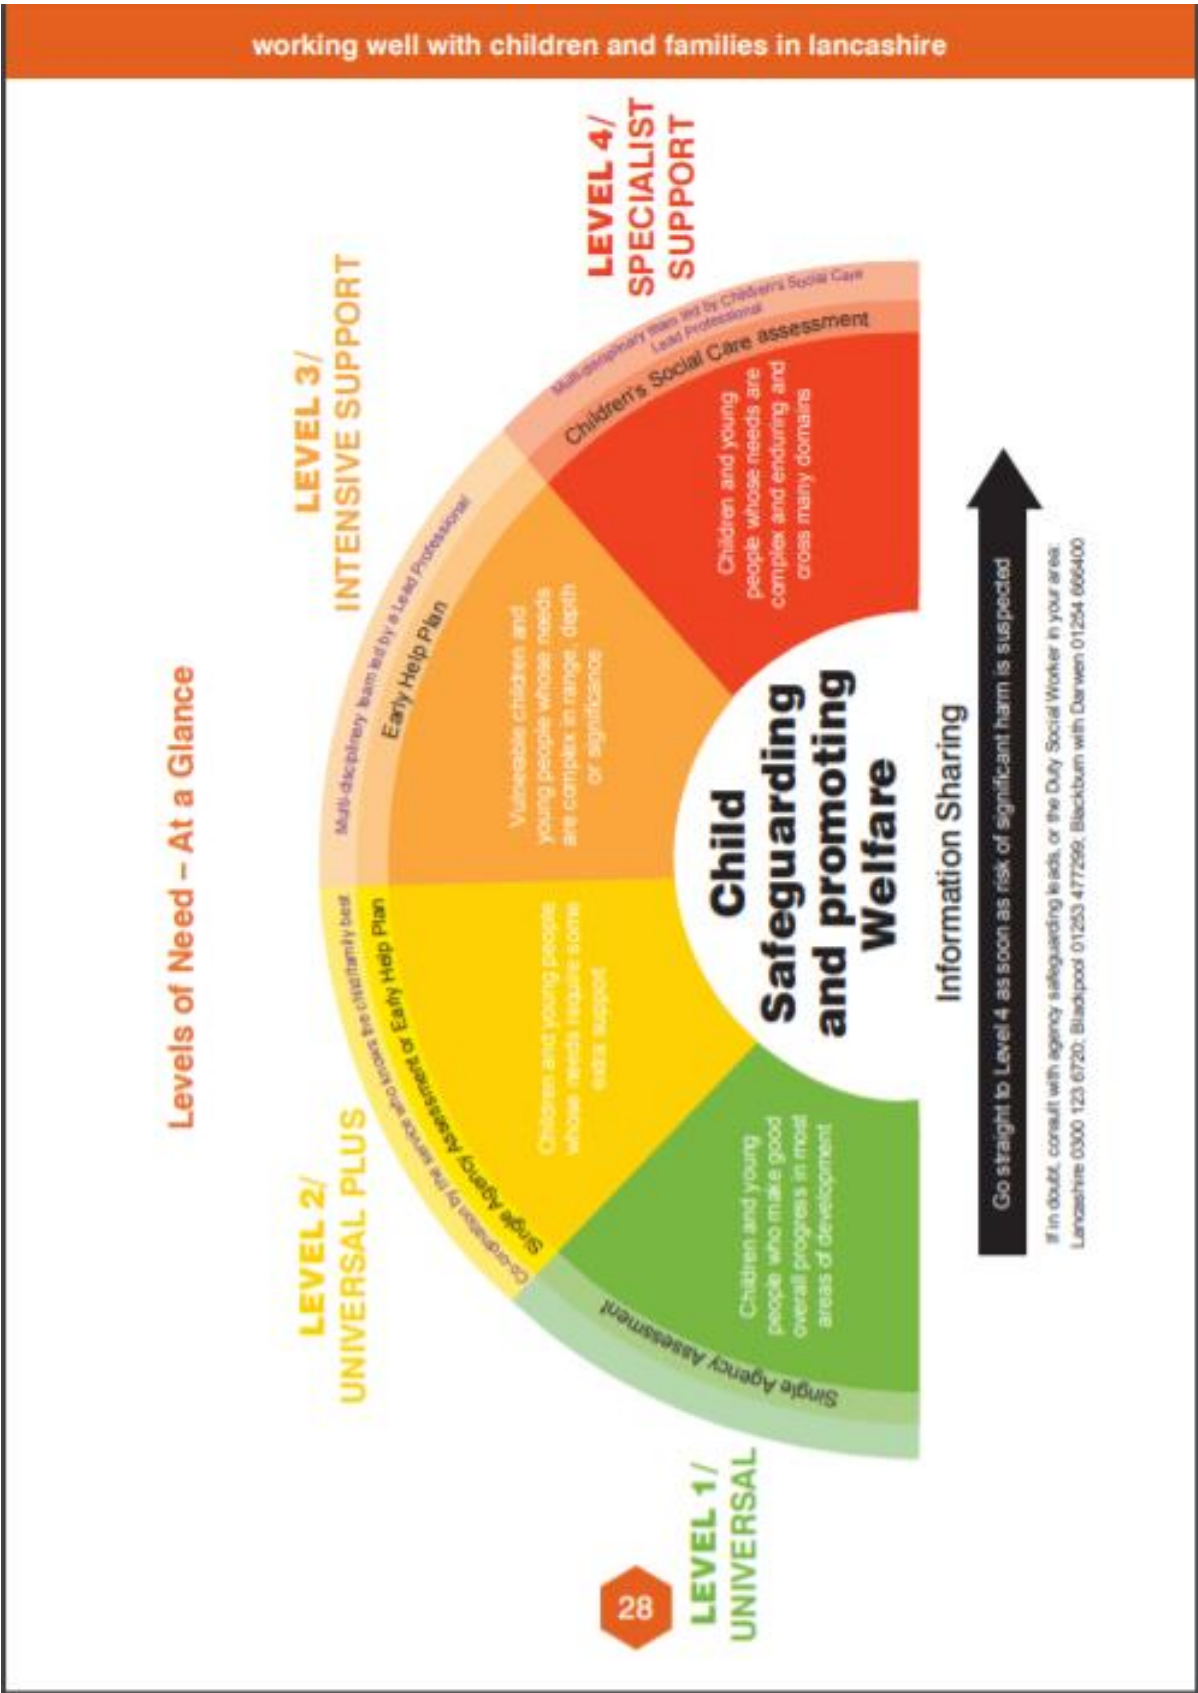 working well with children and families in lancashire
Levels of Need – At a Glance
LEVEL 1/
UNIVERSAL
Single Agency Assessment
Children and young
people who make good
overall progress in most
areas of development
LEVEL 2/
UNIVERSAL PLUS
Co-ordination by the service who knows the child/family best
Single Agency Assessment or Early Help Plan
Children and young people
whose needs require some
extra support
LEVEL 3/
INTENSIVE SUPPORT
Multi-disciplinary team led by a Lead Professional
Early Help Plan
Vulnerable children and
young people whose needs
are complex in range, depth
or significance
LEVEL 4/
SPECIALIST
SUPPORT
team led by Children's Social Care
Lead Professional
Children's Social Care assessment
Children and young
people whose needs are
complex and enduring and
cross many domains
Child
Safeguarding
and promoting
Welfare
Information Sharing
Go straight to Level 4 as soon as risk of significant harm is suspected
If in doubt, consult with agency safeguarding leads, or the Duty Social Worker in your area:
Lancashire 0300 123 6720; Blackpool 01253 477299; Blackburn with Darwen 01254 666400
28